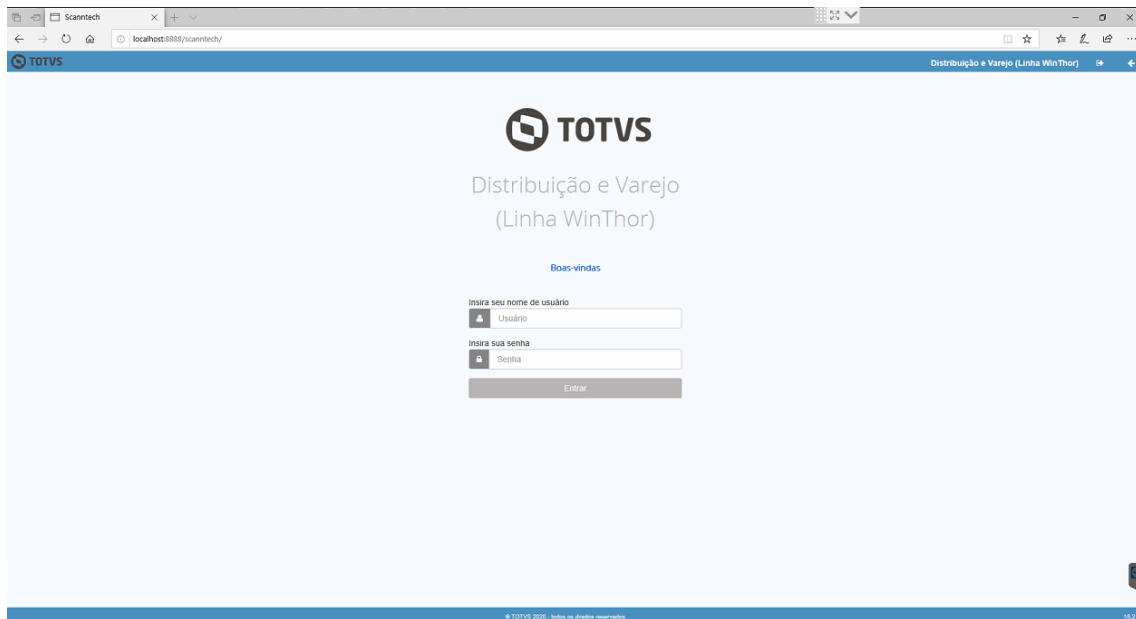 Scanntech
localhost:8888/scanntech/
TOTVS
Distribuição e Varejo (Linha WinThor)
TOTVS
Distribuição e Varejo
(Linha WinThor)
Boas-vindas
Insira seu nome de usuário
Usuário
Insira sua senha
Senha
Entrar
© TOTVS 2020 - todos os direitos reservados